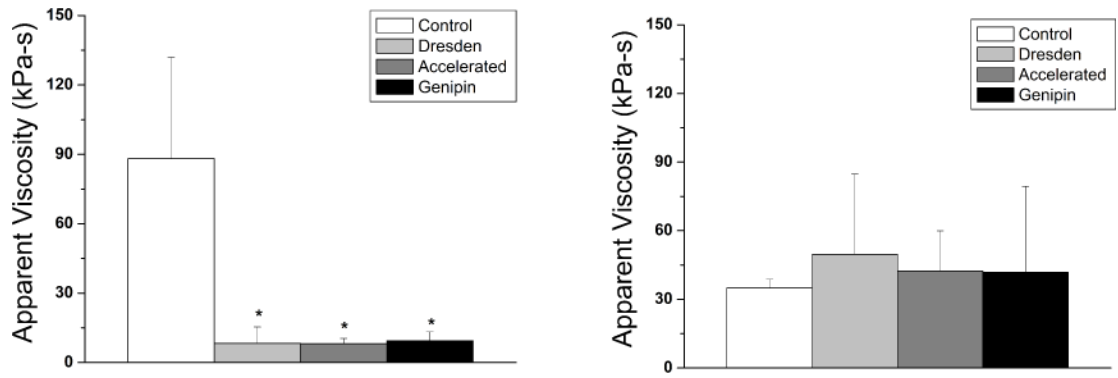 Apparent Viscosity (kPa-s)
150
120
90
60
30
0
Control
Dresden
Accelerated
Genipin
*
*
*
Apparent Viscosity (kPa-s)
150
120
90
60
30
0
Control
Dresden
Accelerated
Genipin